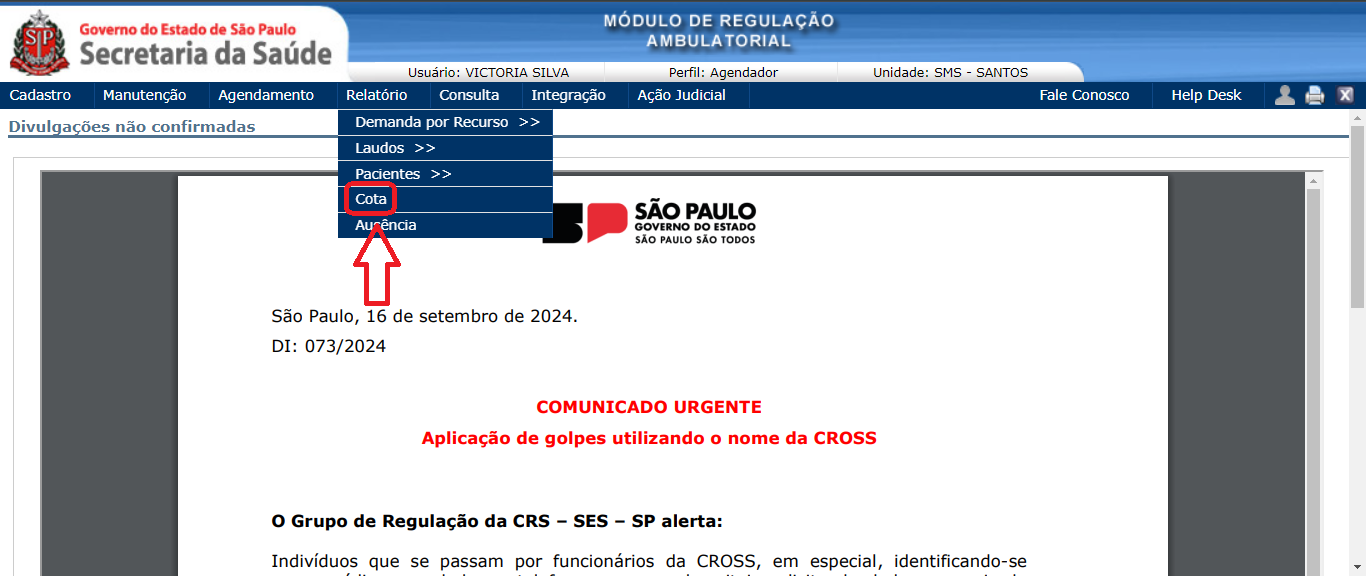 SP
Governo do Estado de São Paulo
Secretaria da Saúde
MÓDULO DE REGULAÇÃO
AMBULATORIAL
Usuário: VICTORIA SILVA Perfil: Agendador Unidade: SMS - SANTOS
Cadastro Manutenção Agendamento Relatório Consulta Integração Ação Judicial Fale Conosco Help Desk
Divulgações não confirmadas
Demanda por Recurso >>
Laudos >>
Pacientes >>
Cota
Ausência
SÃO PAULO
GOVERNO DO ESTADO
SÃO PAULO SÃO TODOS
São Paulo, 16 de setembro de 2024.
DI: 073/2024
COMUNICADO URGENTE
Aplicação de golpes utilizando o nome da CROSS
O Grupo de Regulação da CRS – SES – SP alerta:
Indivíduos que se passam por funcionários da CROSS, em especial, identificando-se